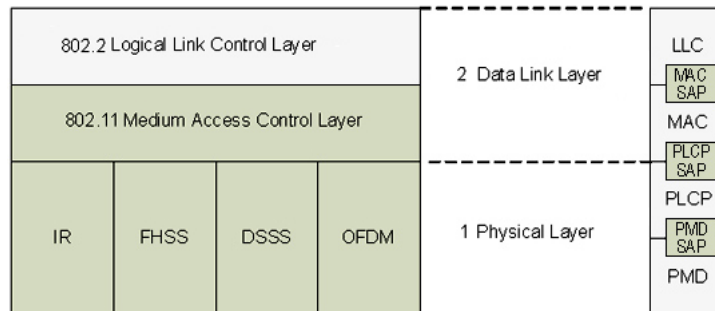 802.2 Logical Link Control Layer
2 Data Link Layer
LLC
MAC
SAP
802.11 Medium Access Control Layer
MAC
PLCP
SAP
IR
FHSS
DSSS
OFDM
1 Physical Layer
PLCP
PMD
SAP
PMD